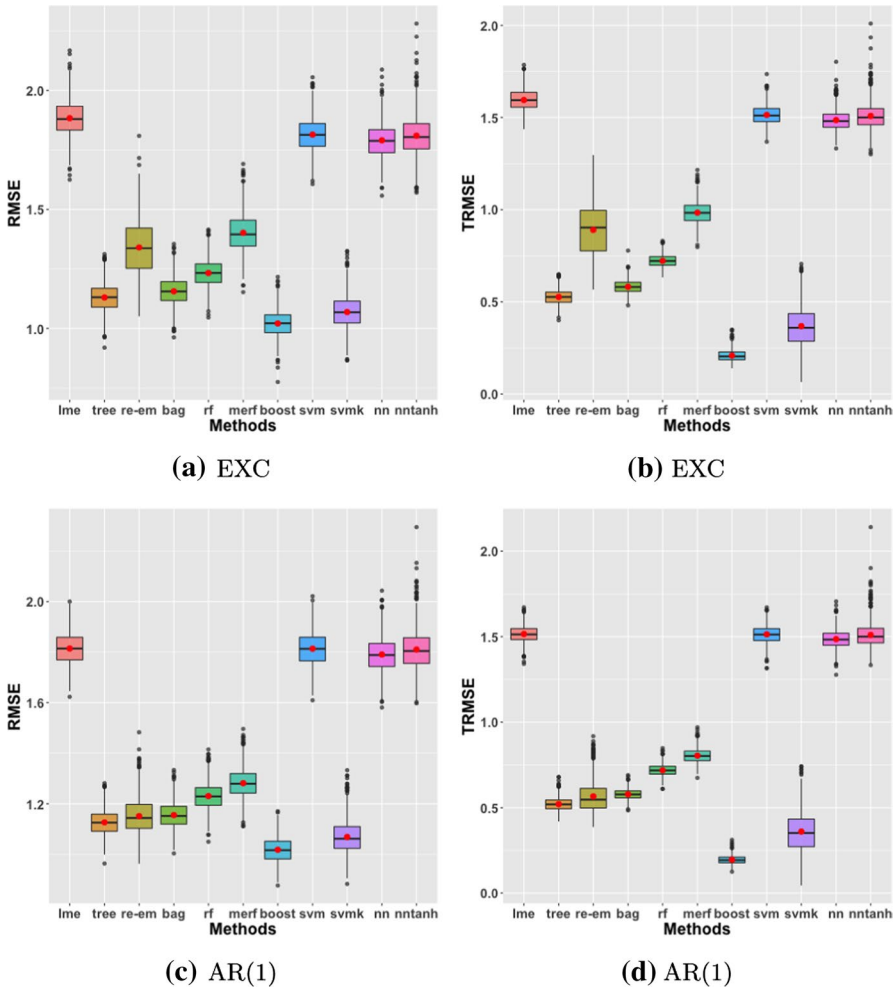 RMSE
2.0
1.5
1.0
lme tree re-em bag rf merf boost svm svmk nn nntanh
Methods
(a) EXC
TRMSE
2.0
1.5
1.0
0.5
0.0
lme tree re-em bag rf merf boost svm svmk nn nntanh
Methods
(b) EXC
RMSE
2.0
1.6
1.2
lme tree re-em bag rf merf boost svm svmk nn nntanh
Methods
(c) AR(1)
TRMSE
2.0
1.5
1.0
0.5
0.0
lme tree re-em bag rf merf boost svm svmk nn nntanh
Methods
(d) AR(1)